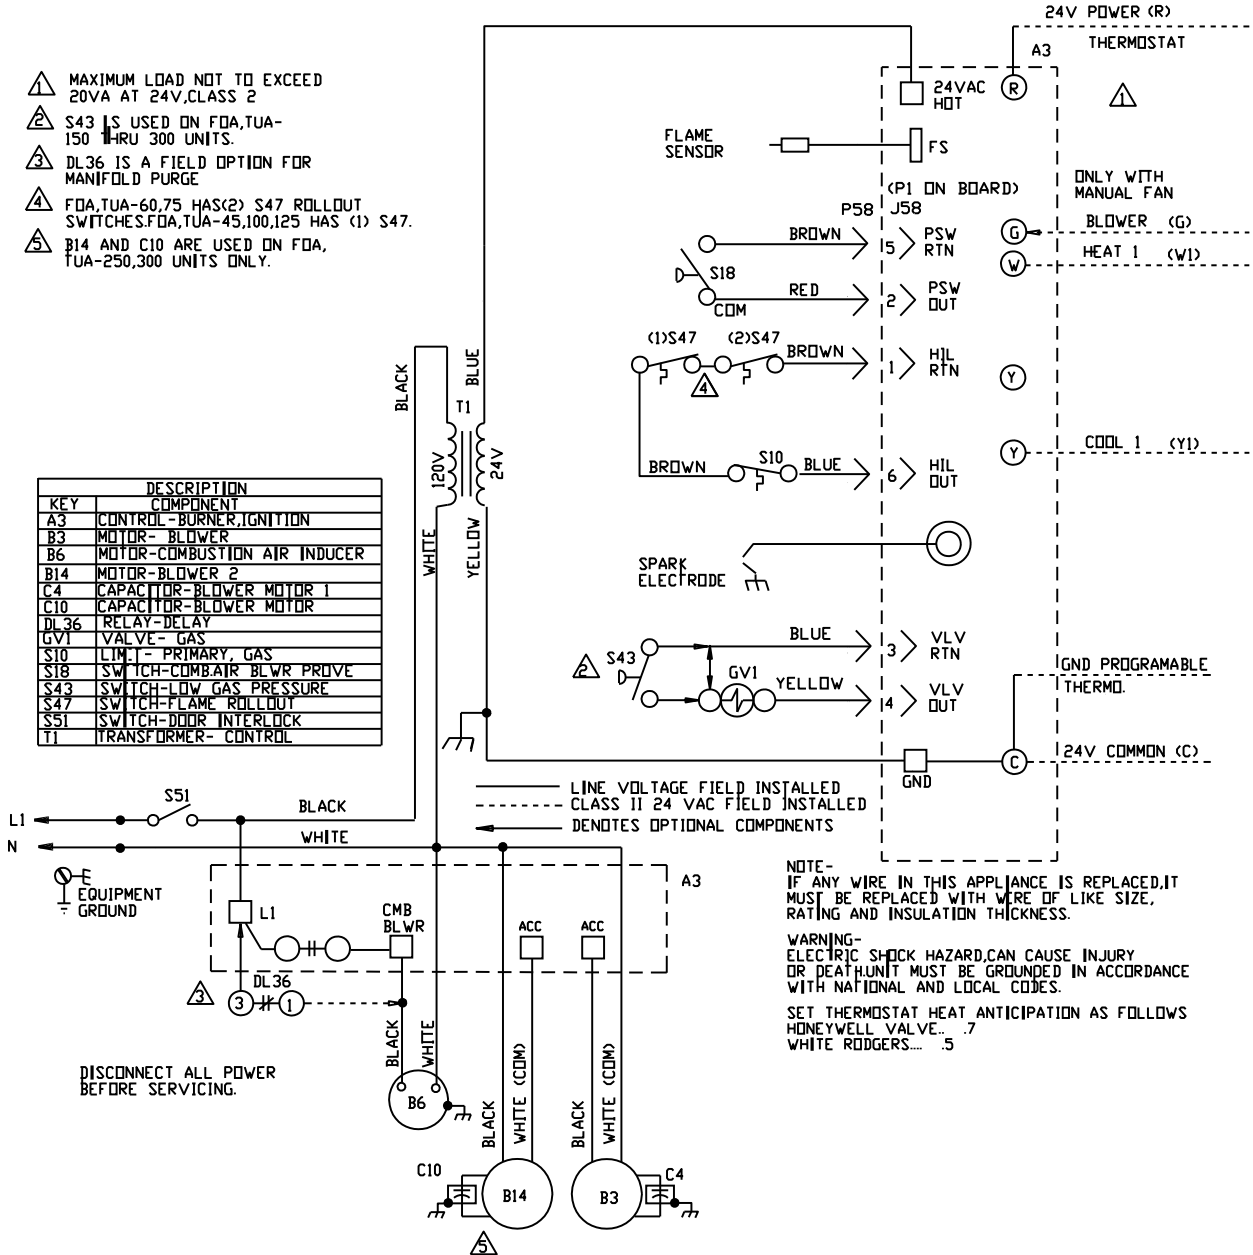 24V POWER (R)
THERMOSTAT
A3
1
1 MAXIMUM LOAD NOT TO EXCEED
20VA AT 24V,CLASS 2
2 S43 IS USED ON FOA,TUA-
150 THRU 300 UNITS.
3 DL36 IS A FIELD OPTION FOR
MANIFOLD PURGE
4 FOA,TUA-60,75 HAS(2) S47 ROLLOUT
SWITCHES.FOA,TUA-45,100,125 HAS (1) S47.
5 B14 AND C10 ARE USED ON FOA,
TUA-250,300 UNITS ONLY.
24VAC
HOT
R
FLAME
SENSOR
FS
(P1 ON BOARD)
P58 J58
ONLY WITH
MANUAL FAN
BLOWER (G)
G
HEAT 1 (W1)
W
BROWN
5
PSW
RTN
S18
RED
2
PSW
OUT
COM
(1)S47 (2)S47
BROWN
4
1
HIL
RTN
Y
COOL 1 (Y1)
Y
BROWN
S10
BLUE
6
HIL
OUT
BLACK
BLUE
T1
120V
24V
WHITE
YELLOW
DESCRIPTION
KEY COMPONENT
A3 CONTROL-BURNER,IGNITION
B3 MOTOR- BLOWER
B6 MOTOR-COMBUSTION AIR INDUCER
B14 MOTOR-BLOWER 2
C4 CAPACITOR-BLOWER MOTOR 1
C10 CAPACITOR-BLOWER MOTOR
DL36 RELAY-DELAY
GV1 VALVE- GAS
S10 LIMIT- PRIMARY, GAS
S18 SWITCH-COMB.AIR BLWR PROVE
S43 SWITCH-LOW GAS PRESSURE
S47 SWITCH-FLAME ROLLOUT
S51 SWITCH-DOOR INTERLOCK
T1 TRANSFORMER- CONTROL
SPARK
ELECTRODE
2
S43
BLUE
3
VLV
RTN
GV1
YELLOW
4
VLV
OUT
GND PROGRAMABLE
THERMO.
24V COMMON (C)
C
GND
LINE VOLTAGE FIELD INSTALLED
CLASS II 24 VAC FIELD INSTALLED
DENOTES OPTIONAL COMPONENTS
S51
L1
BLACK
N
WHITE
EQUIPMENT
GROUND
A3
L1
CMB
BLWR
ACC
ACC
3
DL36
3
1
BLACK
WHITE
B6
BLACK
WHITE (COM)
BLACK
WHITE (COM)
C10
B14
5
B3
C4
DISCONNECT ALL POWER
BEFORE SERVICING.
NOTE-
IF ANY WIRE IN THIS APPLIANCE IS REPLACED,IT
MUST BE REPLACED WITH WIRE OF LIKE SIZE,
RATING AND INSULATION THICKNESS.
WARNING-
ELECTRIC SHOCK HAZARD,CAN CAUSE INJURY
OR DEATH.UNIT MUST BE GROUNDED IN ACCORDANCE
WITH NATIONAL AND LOCAL CODES.
SET THERMOSTAT HEAT ANTICIPATION AS FOLLOWS
HONEYWELL VALVE.. .7
WHITE RODGERS.... .5